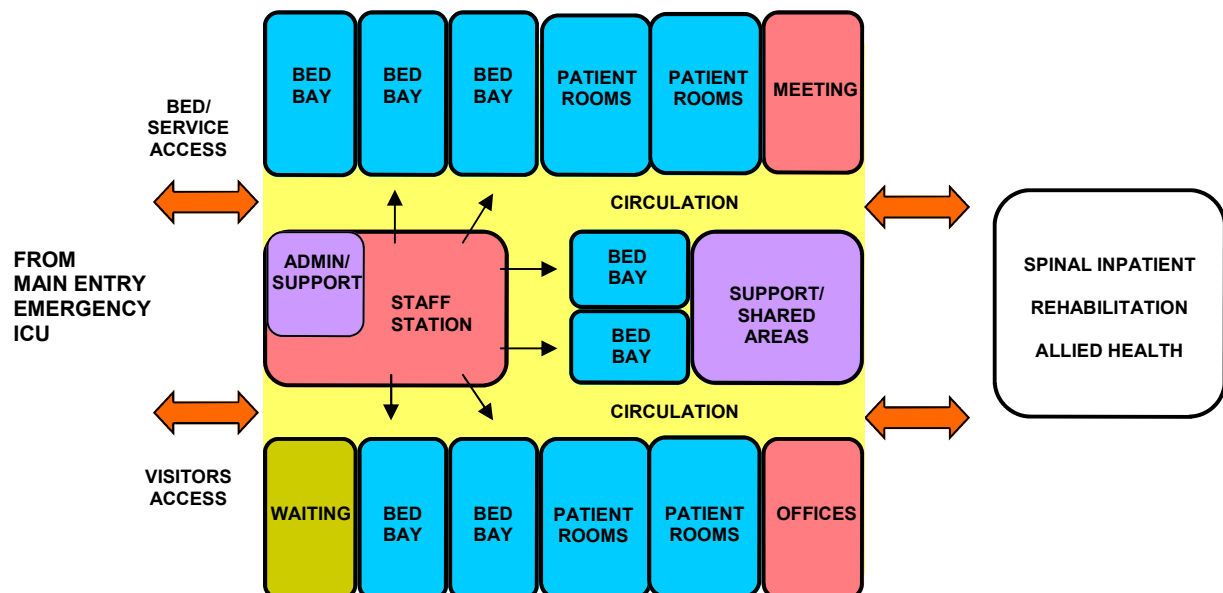 BED
BAY
BED
BAY
BED
BAY
PATIENT
ROOMS
PATIENT
ROOMS
MEETING
BED/
SERVICE
ACCESS
CIRCULATION
FROM
MAIN ENTRY
EMERGENCY
ICU
ADMIN/
SUPPORT
STAFF
STATION
BED
BAY
BED
BAY
SUPPORT/
SHARED
AREAS
SPINAL INPATIENT
REHABILITATION
ALLIED HEALTH
CIRCULATION
VISITORS
ACCESS
WAITING
BED
BAY
BED
BAY
PATIENT
ROOMS
PATIENT
ROOMS
OFFICES